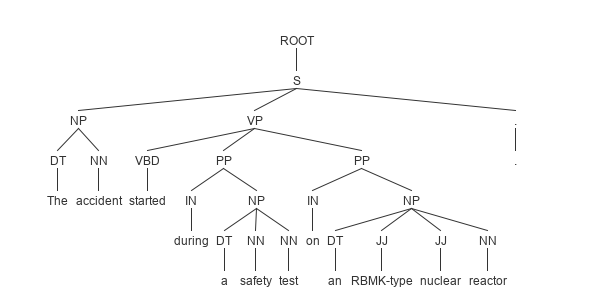 ROOT
S
NP VP .
DT NN VBD PP PP .
The accident started IN NP IN NP
during DT NN NN on DT JJ JJ NN
a safety test an RBMK-type nuclear reactor